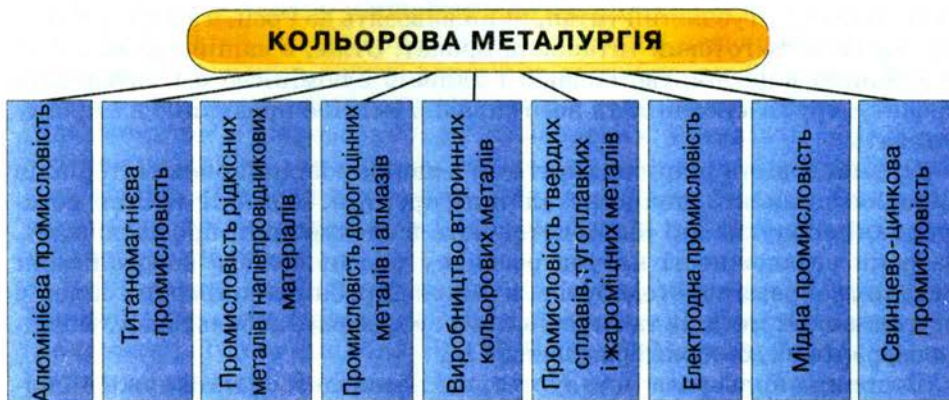 КОЛЬОРОВА МЕТАЛУРГІЯ
Алюмінієва промисловість
Титаномагнієва
промисловість
Промисловість рідкісних
металів і напівпровідникових
матеріалів
Промисловість дорогоцінних
металів і алмазів
Виробництво вторинних
кольорових металів
Промисловість твердих
сплавів, : уготоплавких
і жароміцних металів
Електродна промисловість
Мідна промисловість
Свинцево-цинкова
промисловість